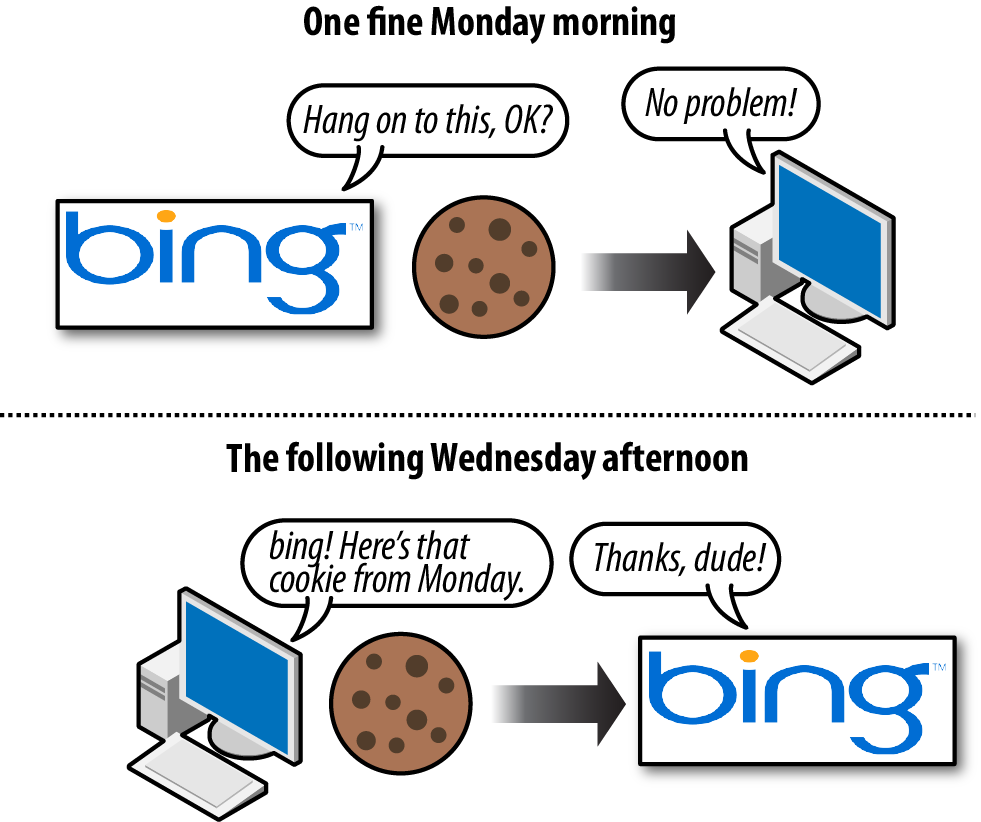 One fine Monday morning
Hang on to this, OK?
No problem!
bing™
The following Wednesday afternoon
bing! Here’s that
cookie from Monday.
Thanks, dude!
bing™